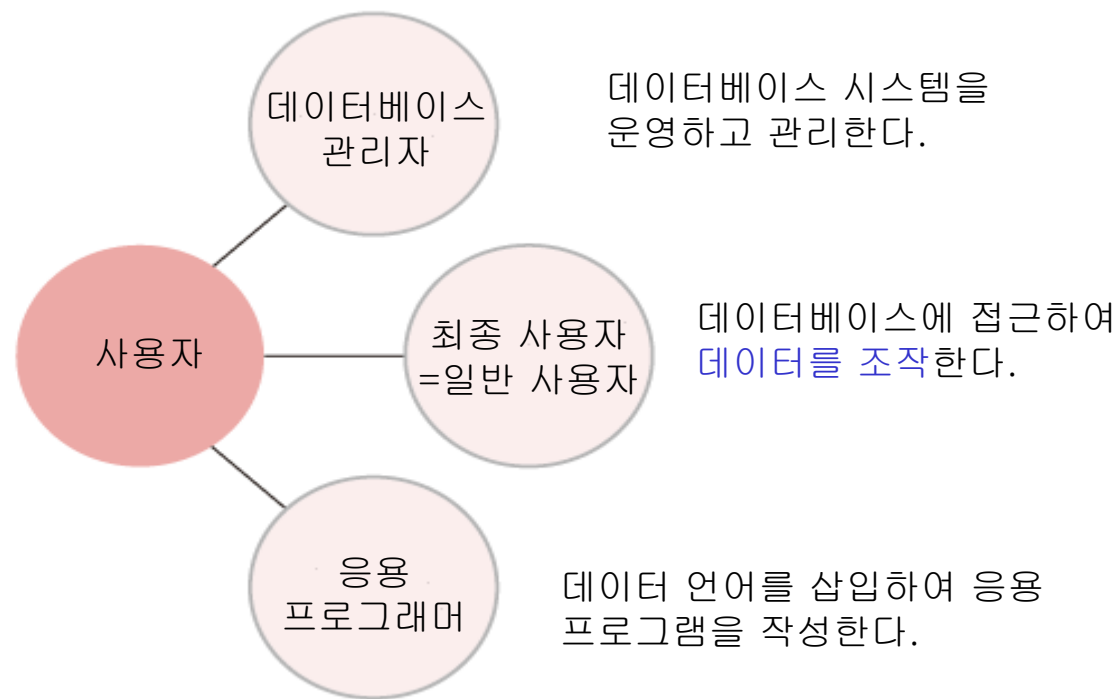 데이터베이스
관리자
데이터베이스 시스템을
운영하고 관리한다.
사용자
최종 사용자
=일반 사용자
데이터베이스에 접근하여
데이터를 조작한다.
응용
프로그래머
데이터 언어를 삽입하여 응용
프로그램을 작성한다.